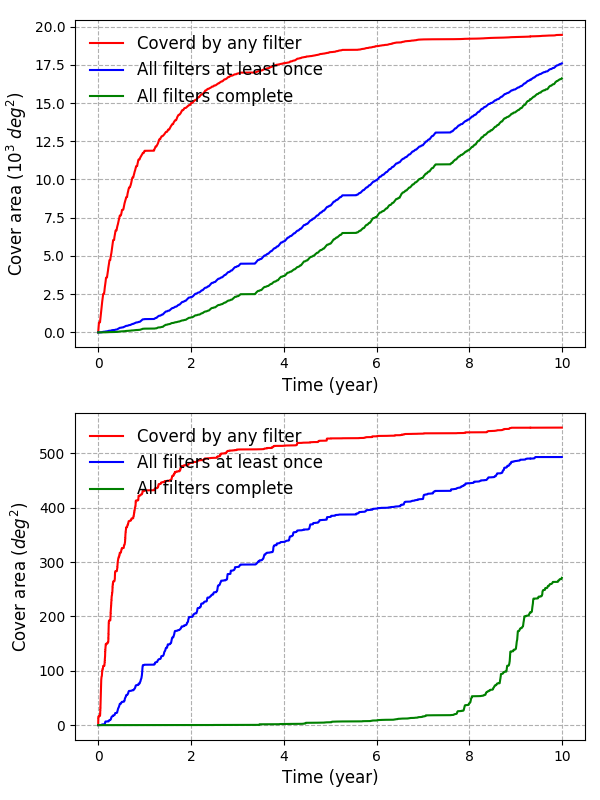 20.0
17.5
15.0
12.5
10.0
7.5
5.0
2.5
0.0
Cover area (10³ deg²)
Coverd by any filter
All filters at least once
All filters complete
0 2 4 6 8 10
Time (year)
500
400
300
200
100
0
Cover area (deg²)
Coverd by any filter
All filters at least once
All filters complete
0 2 4 6 8 10
Time (year)